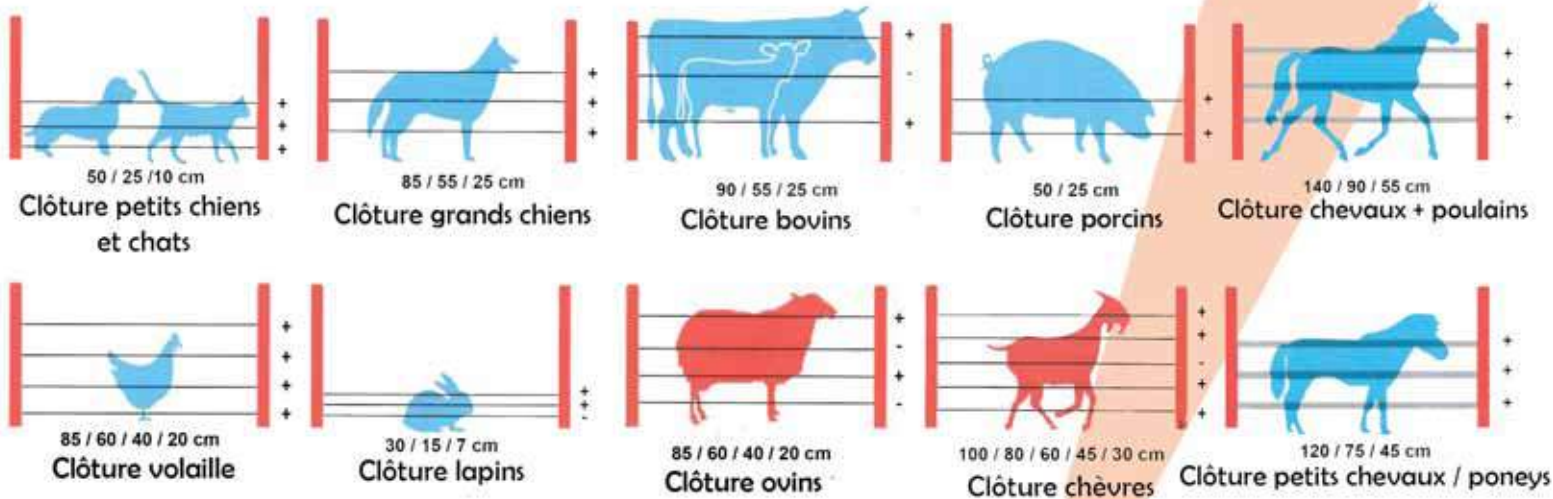 +
+
+
50 / 25 /10 cm
Clôture petits chiens
et chats
+
+
+
85 / 55 / 25 cm
Clôture grands chiens
+
-
+
90 / 55 / 25 cm
Clôture bovins
+
+
50 / 25 cm
Clôture porcins
+
+
+
140 / 90 / 55 cm
Clôture chevaux + poulains
+
+
+
+
85 / 60 / 40 / 20 cm
Clôture volaille
+
+
-
30 / 15 / 7 cm
Clôture lapins
+
-
+
-
85 / 60 / 40 / 20 cm
Clôture ovins
+
+
-
+
+
100 / 80 / 60 / 45 / 30 cm
Clôture chèvres
+
+
+
120 / 75 / 45 cm
Clôture petits chevaux / poneys